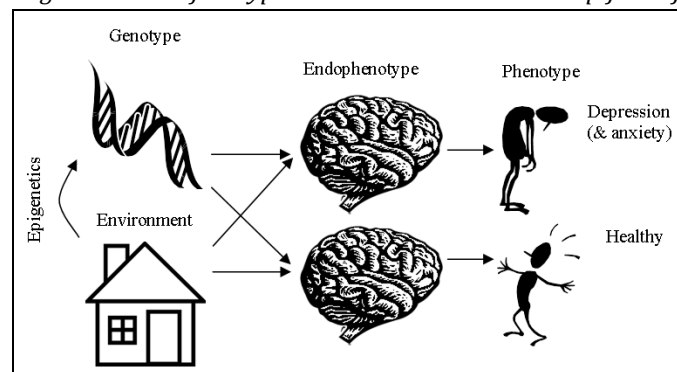 Genotype
Endophenotype
Phenotype
Depression
(& anxiety)
Epigenetics
Environment
Healthy